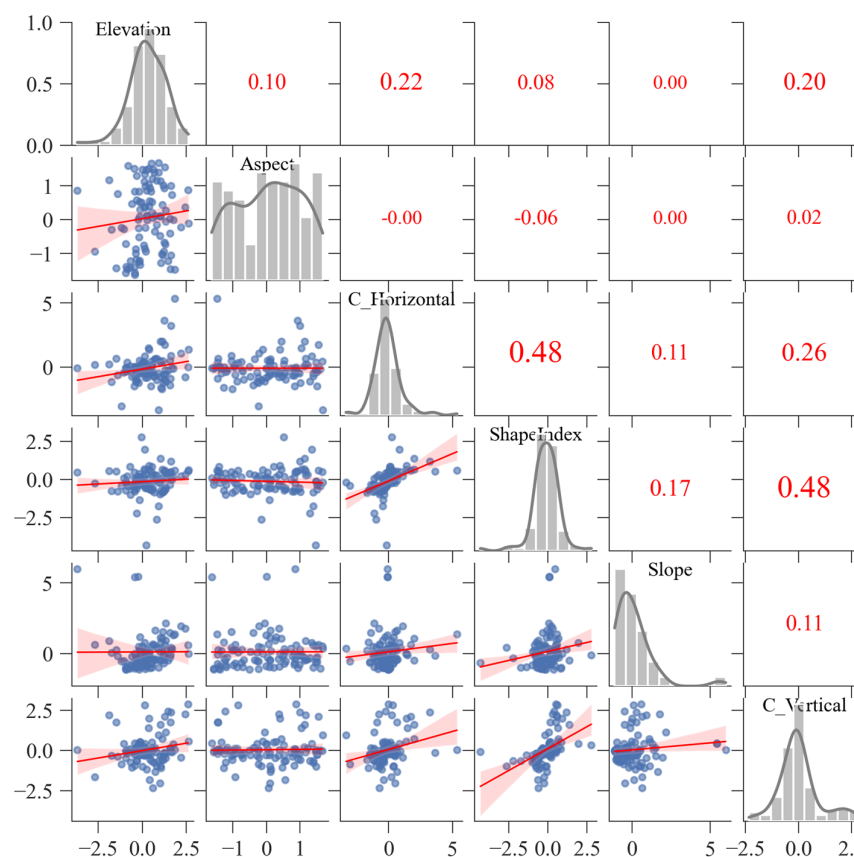 1.0 Elevation
0.10 0.22 0.08 0.00 0.20
0.5
0.0
Aspect
1
0 -0.00 -0.06 0.00 0.02
−1
5 C_Horizontal
0.48 0.11 0.26
0
2.5 ShapeIndex
0.0 0.17 0.48
−2.5
Slope
5
0.11
0
C_Vertical
2.5
0.0
−2.5
−2.5 0.0 2.5 −1 0 1 0 5 −2.5 0.0 2.5 0 5 −2.5 0.0 2.